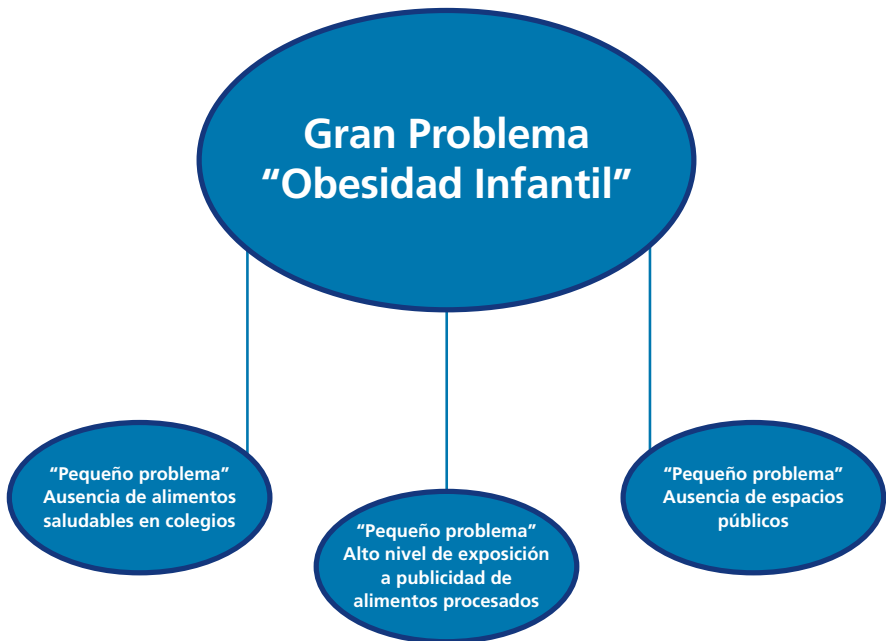 Gran Problema
“Obesidad Infantil”
“Pequeño problema”
Ausencia de alimentos
saludables en colegios
“Pequeño problema”
Alto nivel de exposición
a publicidad de
alimentos procesados
“Pequeño problema”
Ausencia de espacios
públicos